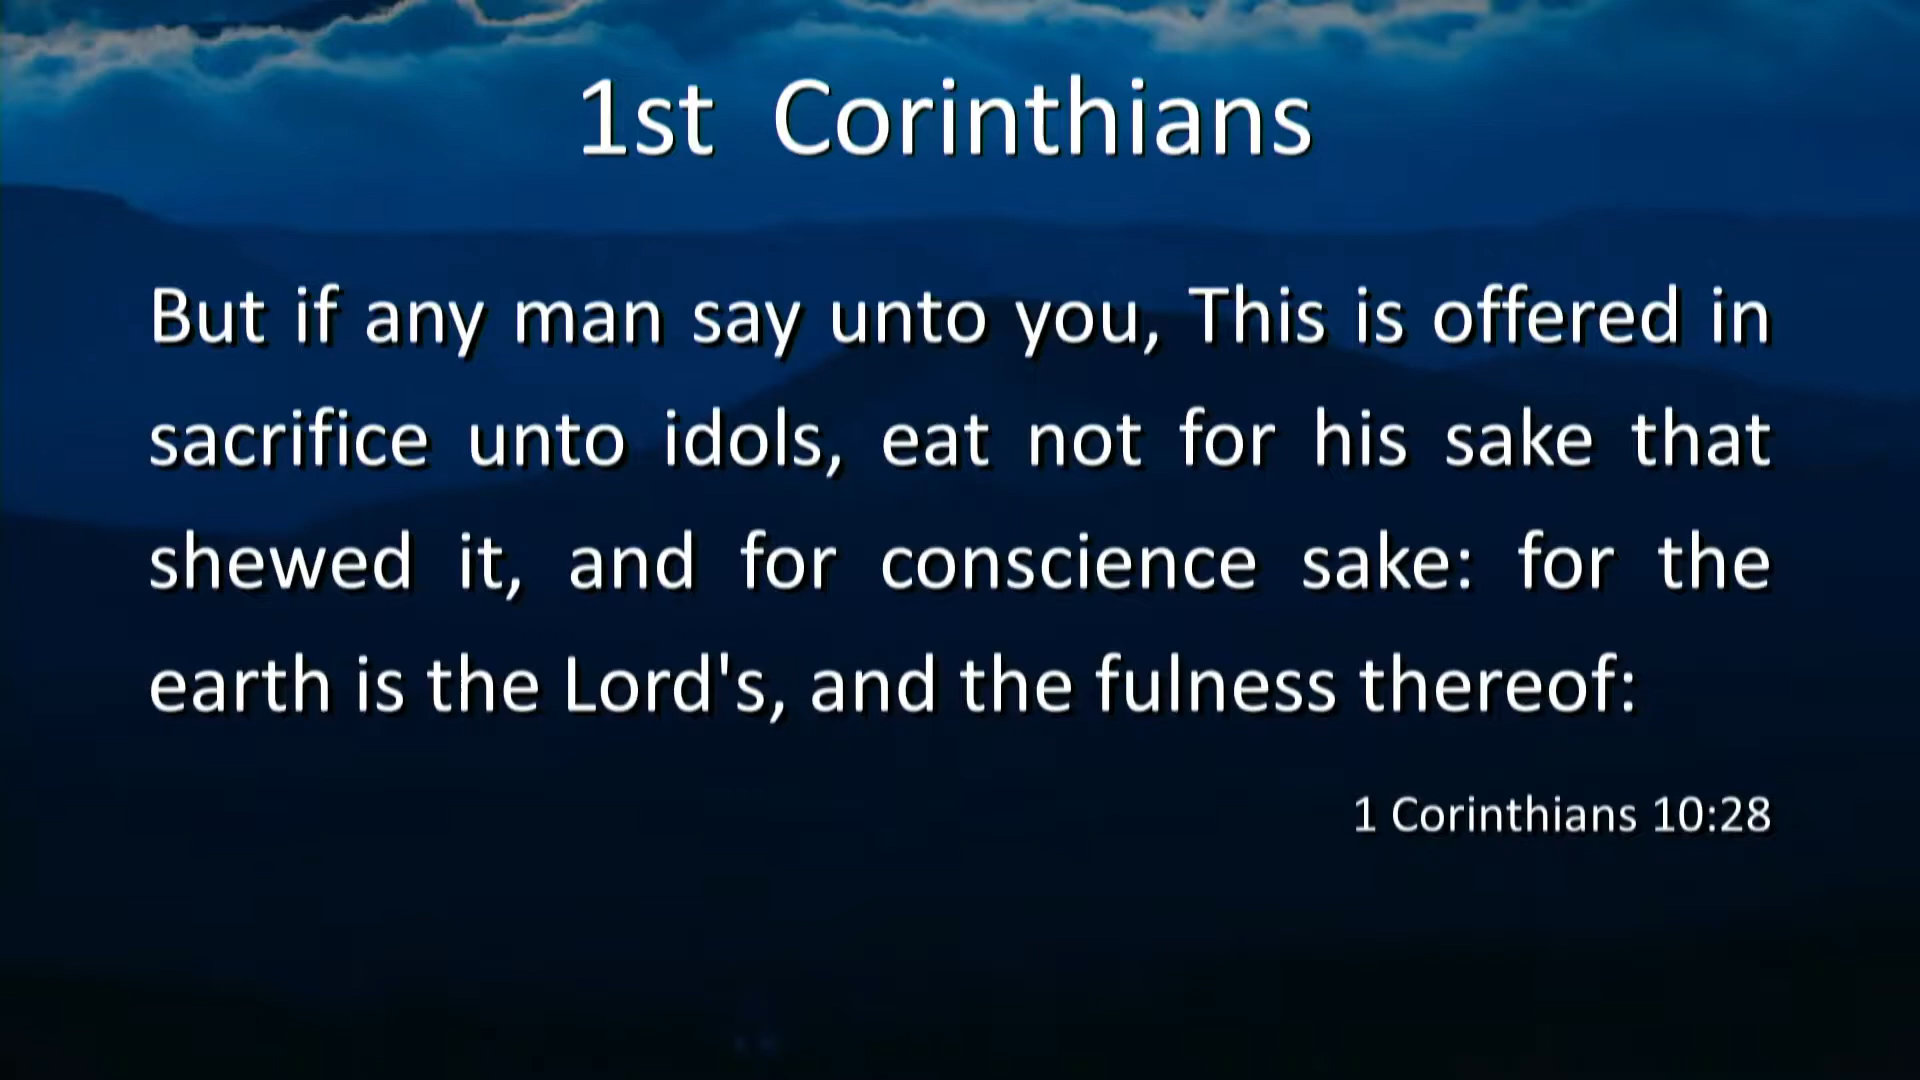 1st Corinthians
But if any man say unto you, This is offered in
sacrifice unto idols, eat not for his sake that
shewed it, and for conscience sake: for the
earth is the Lord's, and the fulness thereof:
1 Corinthians 10:28